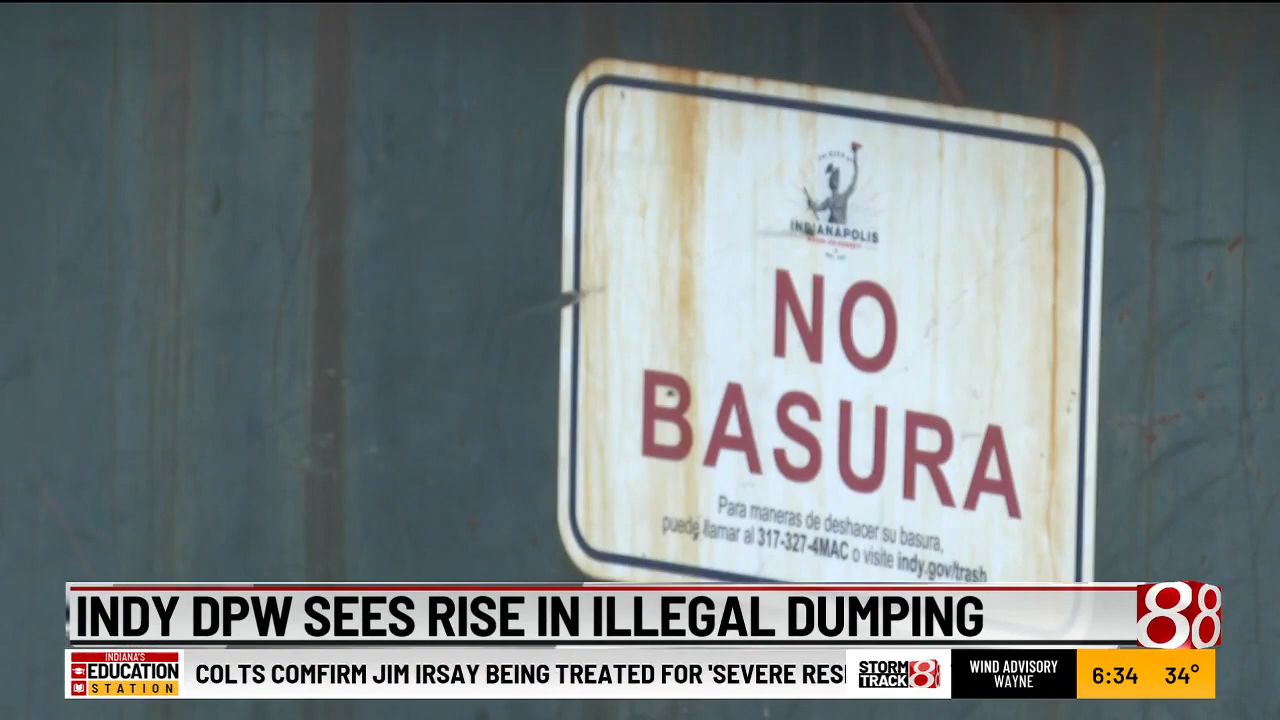 INDIANAPOLIS
NO
BASURA
Para maneras de deshacer su basura,
puede llamar al 317-327-4MAC o visite indy.gov/trash
INDY DPW SEES RISE IN ILLEGAL DUMPING
8
INDIANA'S
EDUCATION
STATION
COLTS COMFIRM JIM IRSAY BEING TREATED FOR 'SEVERE RES
STORM
TRACK 8
WIND ADVISORY
WAYNE
6:34 34°